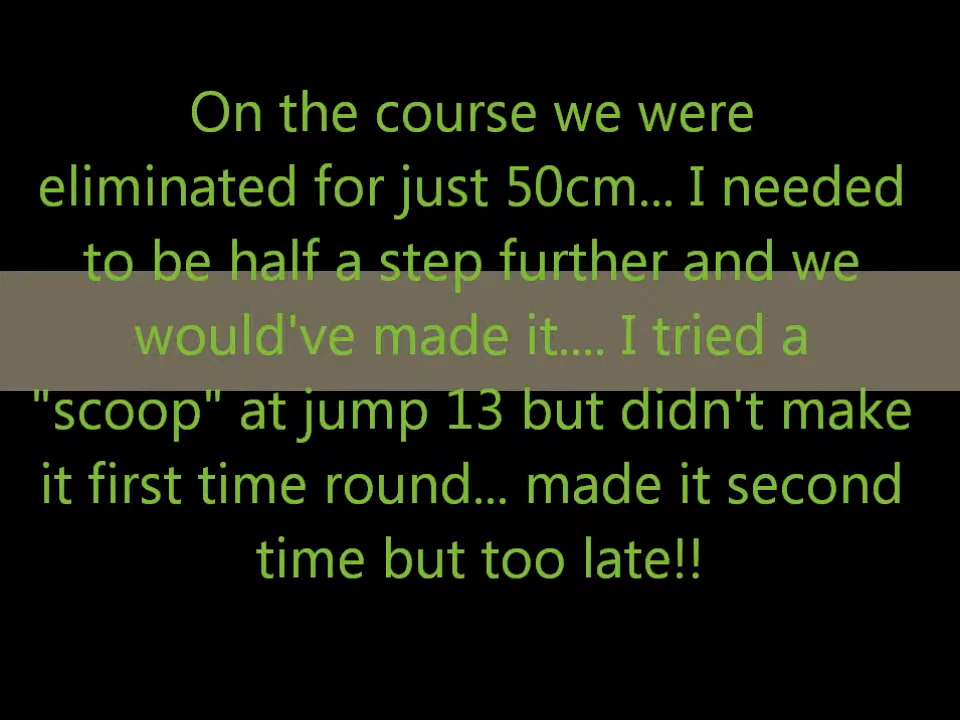 On the course we were
eliminated for just 50cm... I needed
to be half a step further and we
would've made it.... I tried a
"scoop" at jump 13 but didn't make
it first time round... made it second
time but too late!!